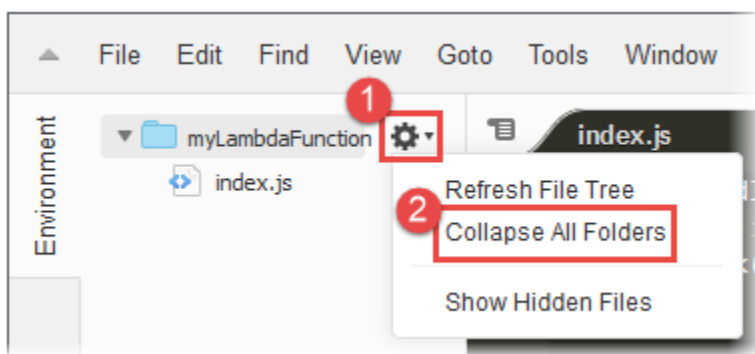 File Edit Find View Goto Tools Window
1
Environment
myLambdaFunction
index.js
index.js
Refresh File Tree
2
Collapse All Folders
Show Hidden Files